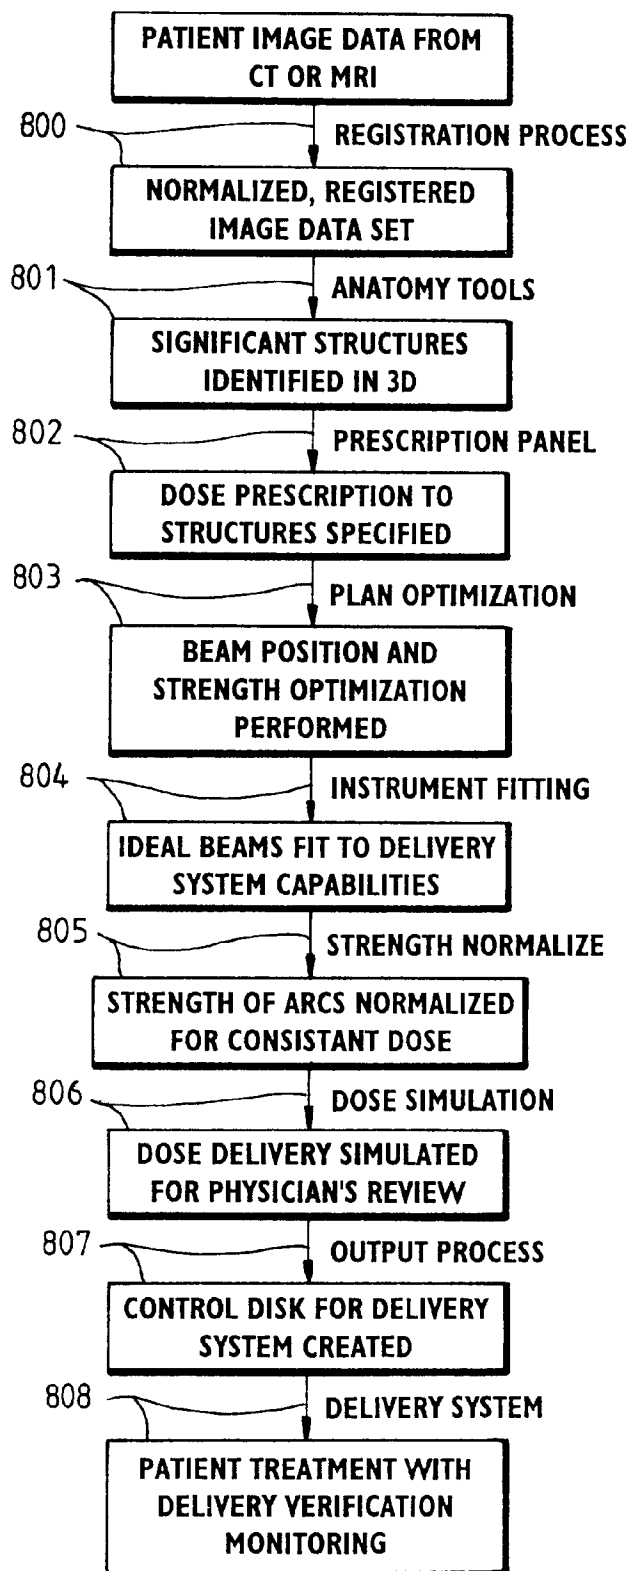 PATIENT IMAGE DATA FROM
CT OR MRI
800
REGISTRATION PROCESS
NORMALIZED, REGISTERED
IMAGE DATA SET
801
ANATOMY TOOLS
SIGNIFICANT STRUCTURES
IDENTIFIED IN 3D
802
PRESCRIPTION PANEL
DOSE PRESCRIPTION TO
STRUCTURES SPECIFIED
803
PLAN OPTIMIZATION
BEAM POSITION AND
STRENGTH OPTIMIZATION
PERFORMED
804
INSTRUMENT FITTING
IDEAL BEAMS FIT TO DELIVERY
SYSTEM CAPABILITIES
805
STRENGTH NORMALIZE
STRENGTH OF ARCS NORMALIZED
FOR CONSISTANT DOSE
806
DOSE SIMULATION
DOSE DELIVERY SIMULATED
FOR PHYSICIAN'S REVIEW
807
OUTPUT PROCESS
CONTROL DISK FOR DELIVERY
SYSTEM CREATED
808
DELIVERY SYSTEM
PATIENT TREATMENT WITH
DELIVERY VERIFICATION
MONITORING